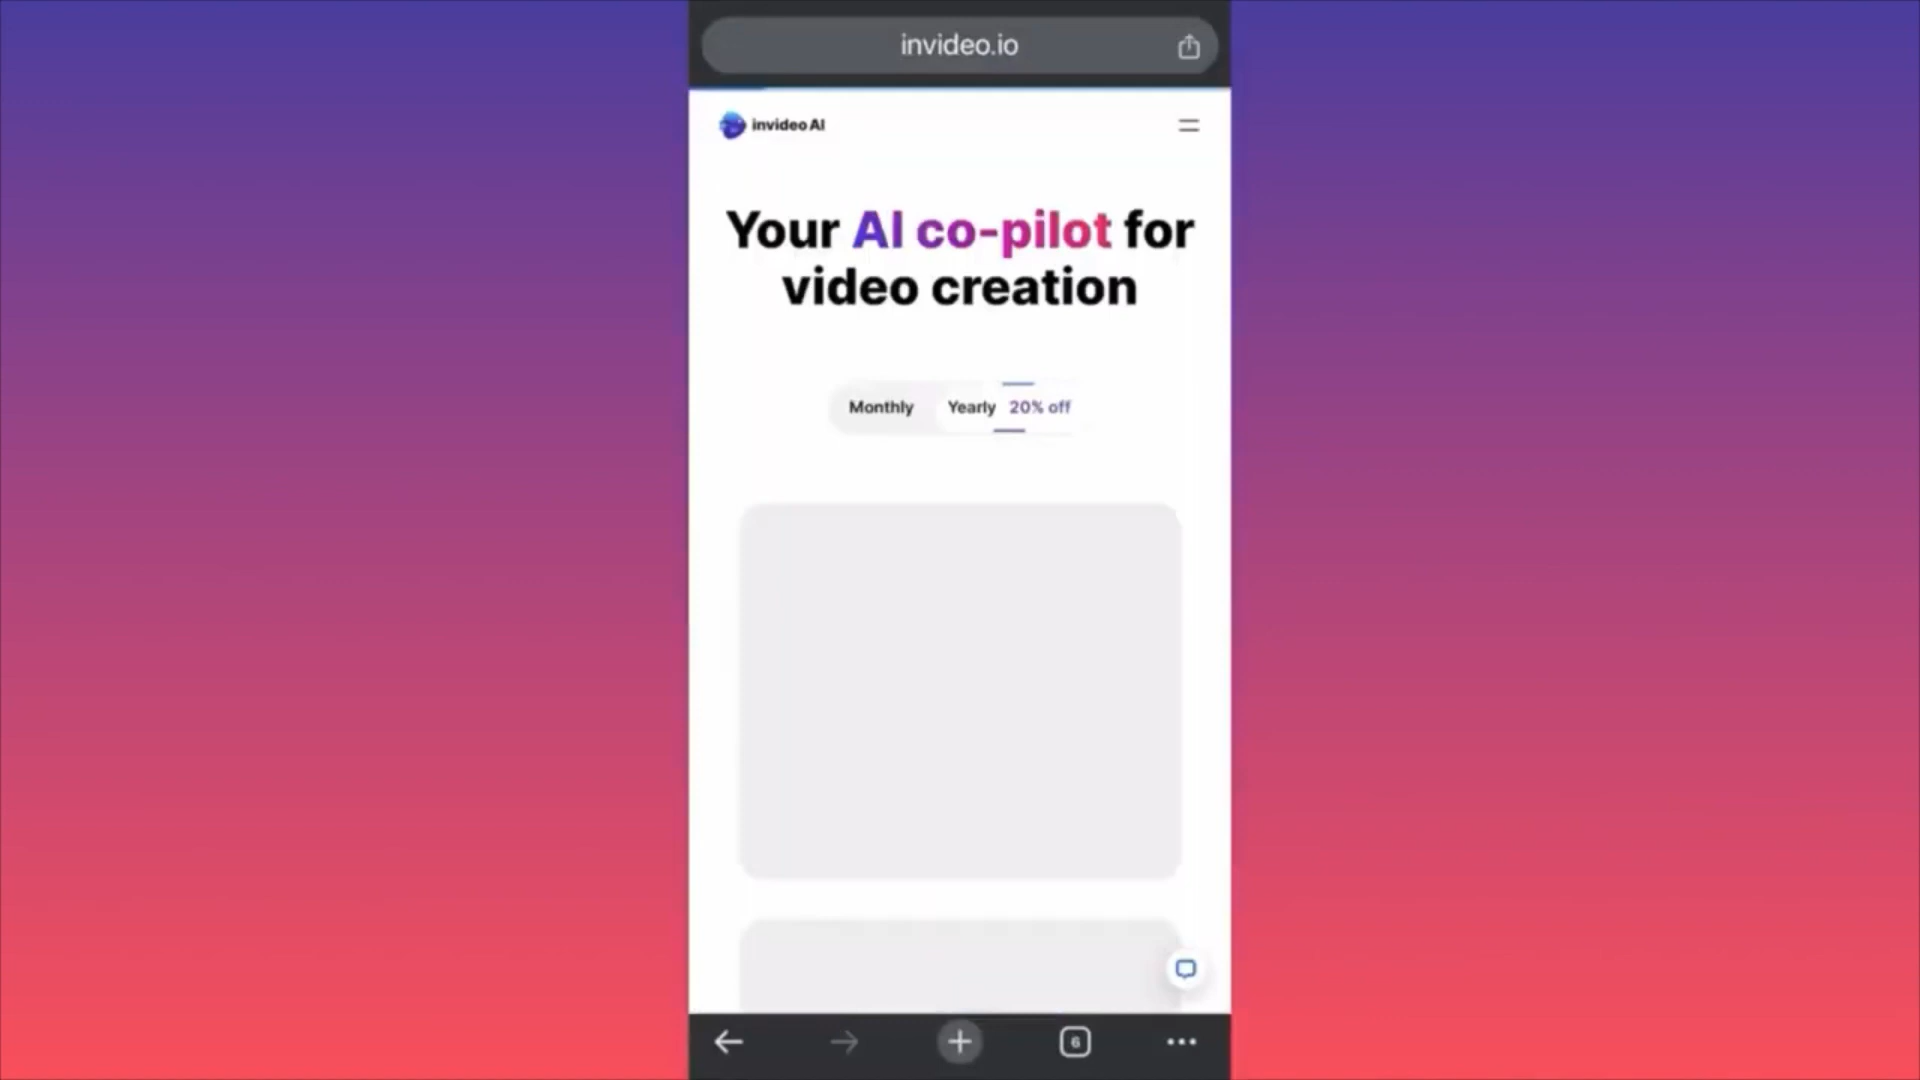 invideo.io
invideo AI
Your AI co-pilot for
video creation
Monthly Yearly 20% off
6